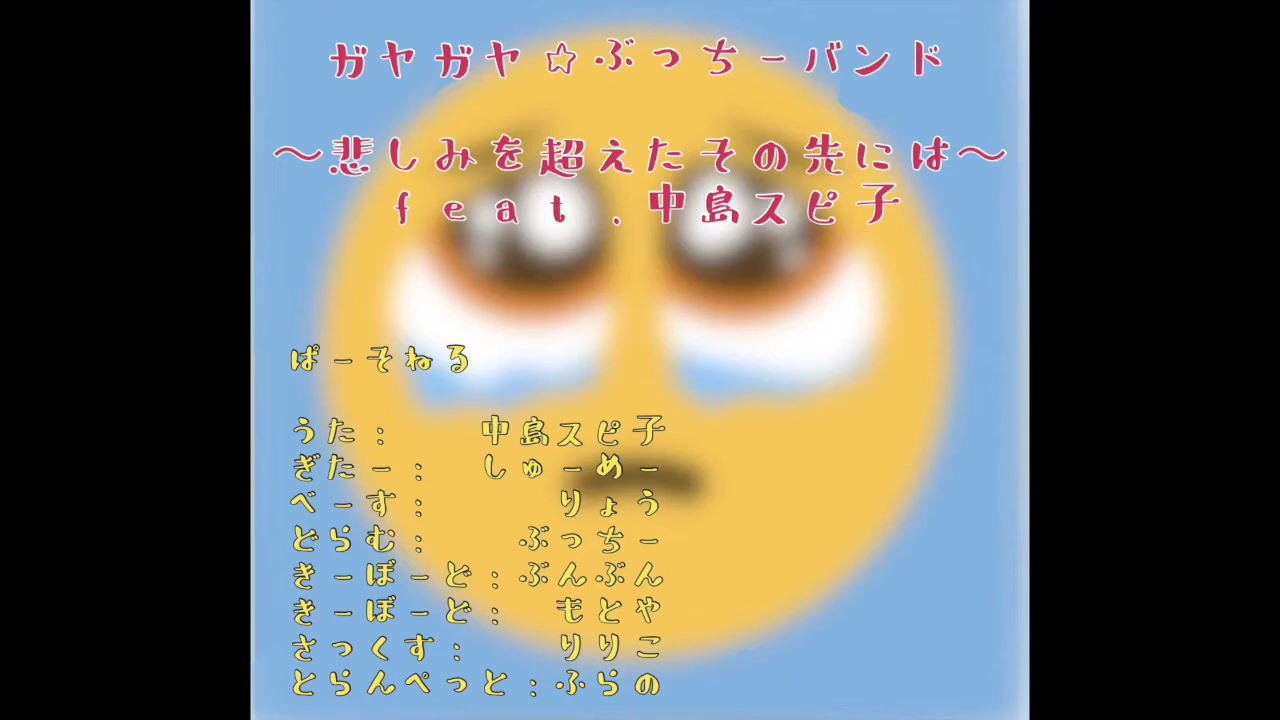 ガヤガヤ☆ぶっちーバンド
～悲しみを超えたその先には～
feat.中島スピ子
ぱーそねる
うた： 中島スピ子
ぎたー： しゅーめー
べーす： りょう
どらむ： ぶっちー
きーぼーど：ぶんぶん
きーぼーど： もとや
さっくす： りりこ
とらんぺっと：ふらの